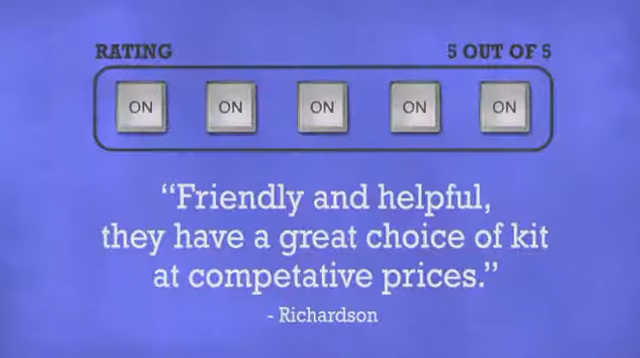 RATING 5 OUT OF 5
ON ON ON ON ON
“Friendly and helpful,
they have a great choice of kit
at competative prices.”
- Richardson